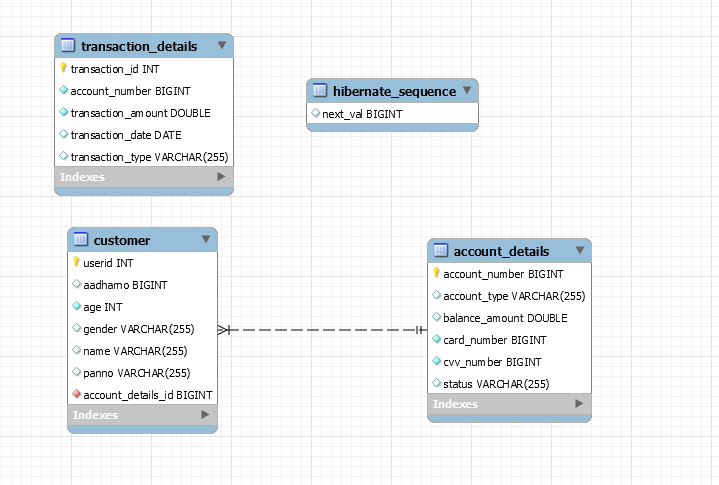 transaction_details
transaction_id INT
account_number BIGINT
transaction_amount DOUBLE
transaction_date DATE
transaction_type VARCHAR(255)
Indexes
hibernate_sequence
next_val BIGINT
customer
userid INT
aadhamo BIGINT
age INT
gender VARCHAR(255)
name VARCHAR(255)
panno VARCHAR(255)
account_details_id BIGINT
Indexes
account_details
account_number BIGINT
account_type VARCHAR(255)
balance_amount DOUBLE
card_number BIGINT
cvv_number BIGINT
status VARCHAR(255)
Indexes